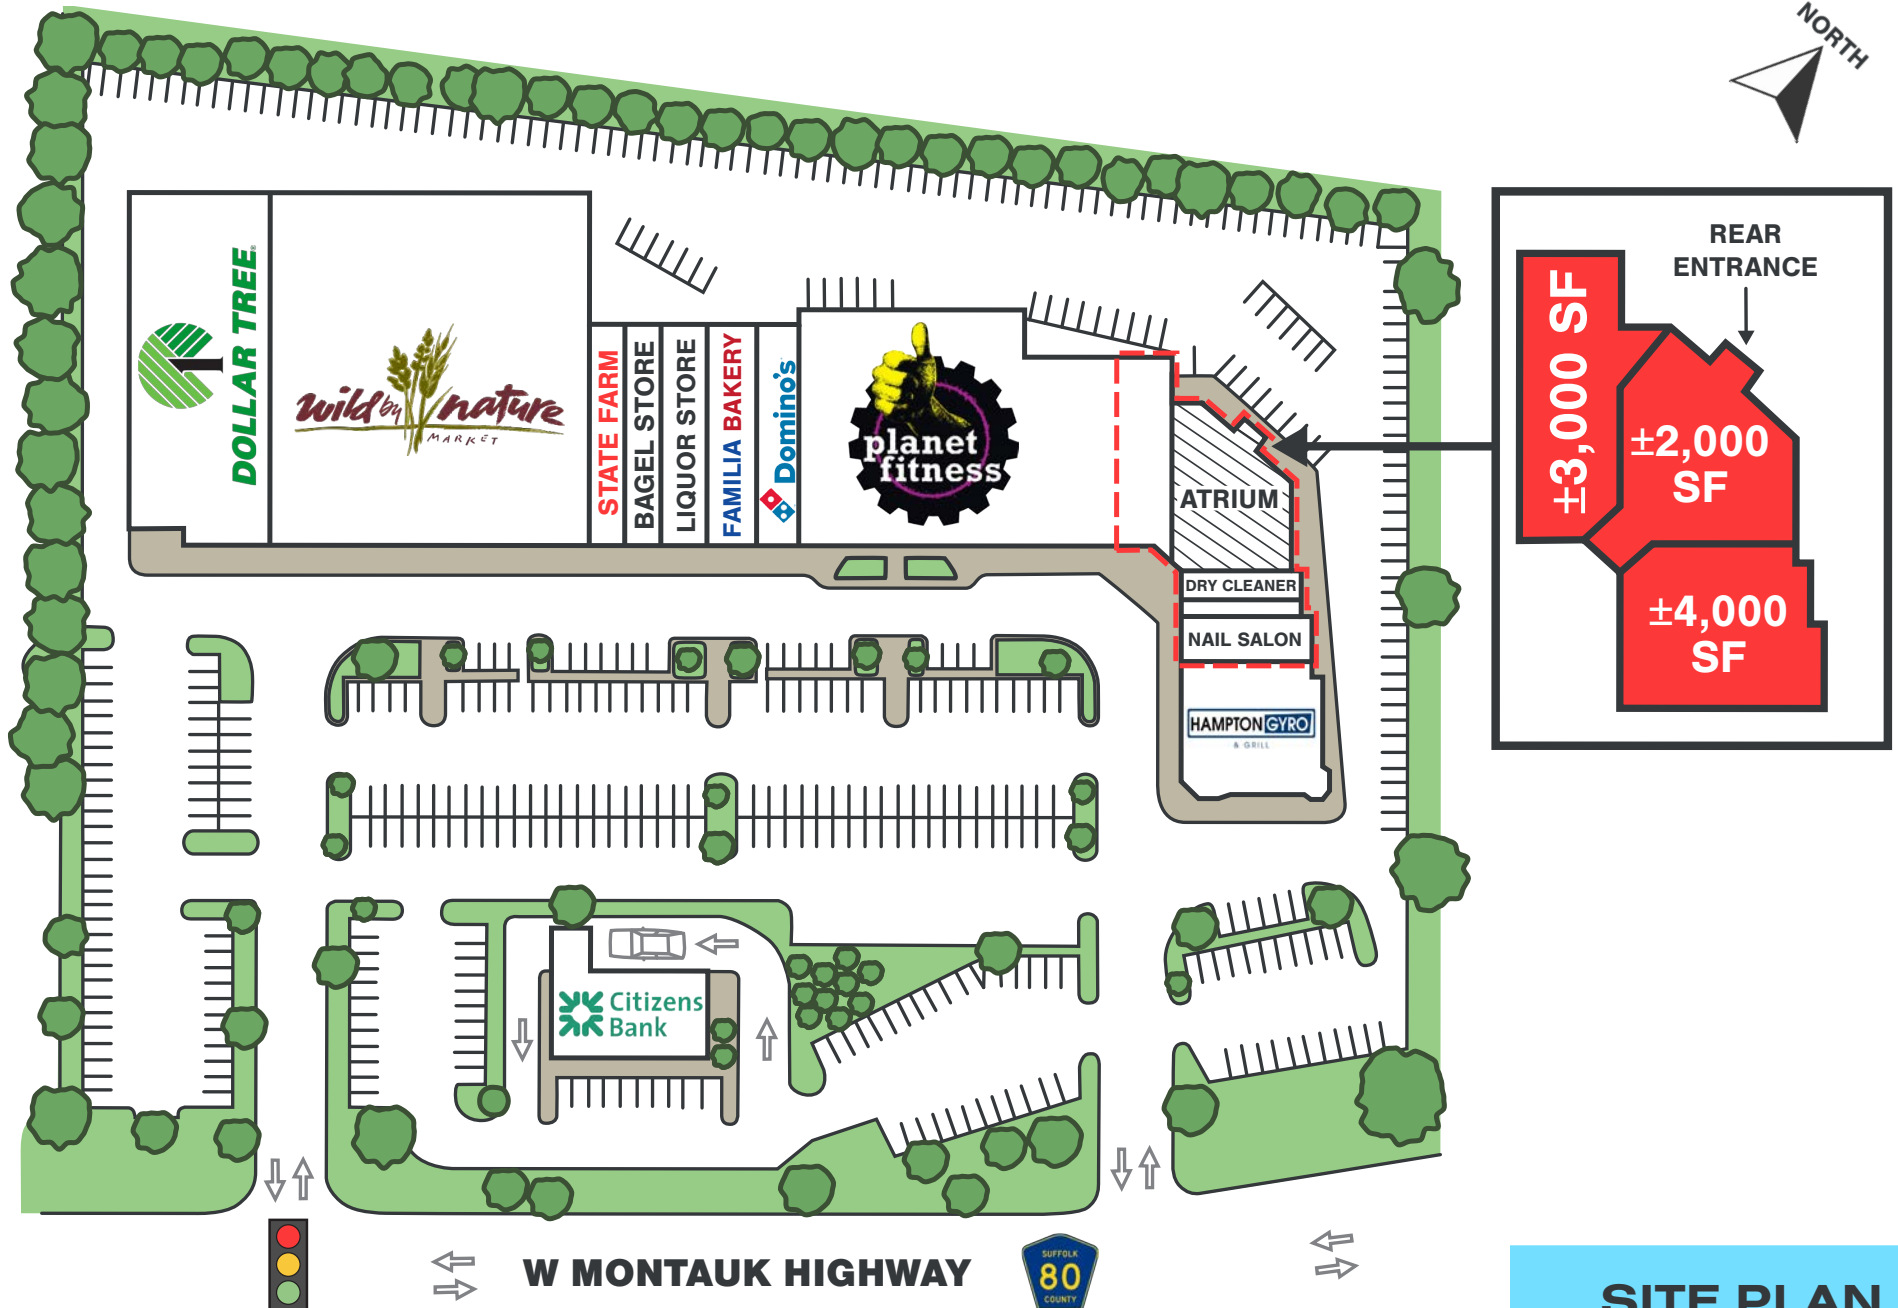 NORTH
REAR
ENTRANCE
±3,000 SF
±2,000
SF
±4,000
SF
DOLLAR TREE
wild by nature
MARKET
STATE FARM
BAGEL STORE
LIQUOR STORE
FAMILIA BAKERY
Domino's
planet
fitness
ATRIUM
DRY CLEANER
NAIL SALON
HAMPTON GYRO
& GRILL
Citizens
Bank
W MONTAUK HIGHWAY
SUFFOLK
80
COUNTY
SITE PLAN